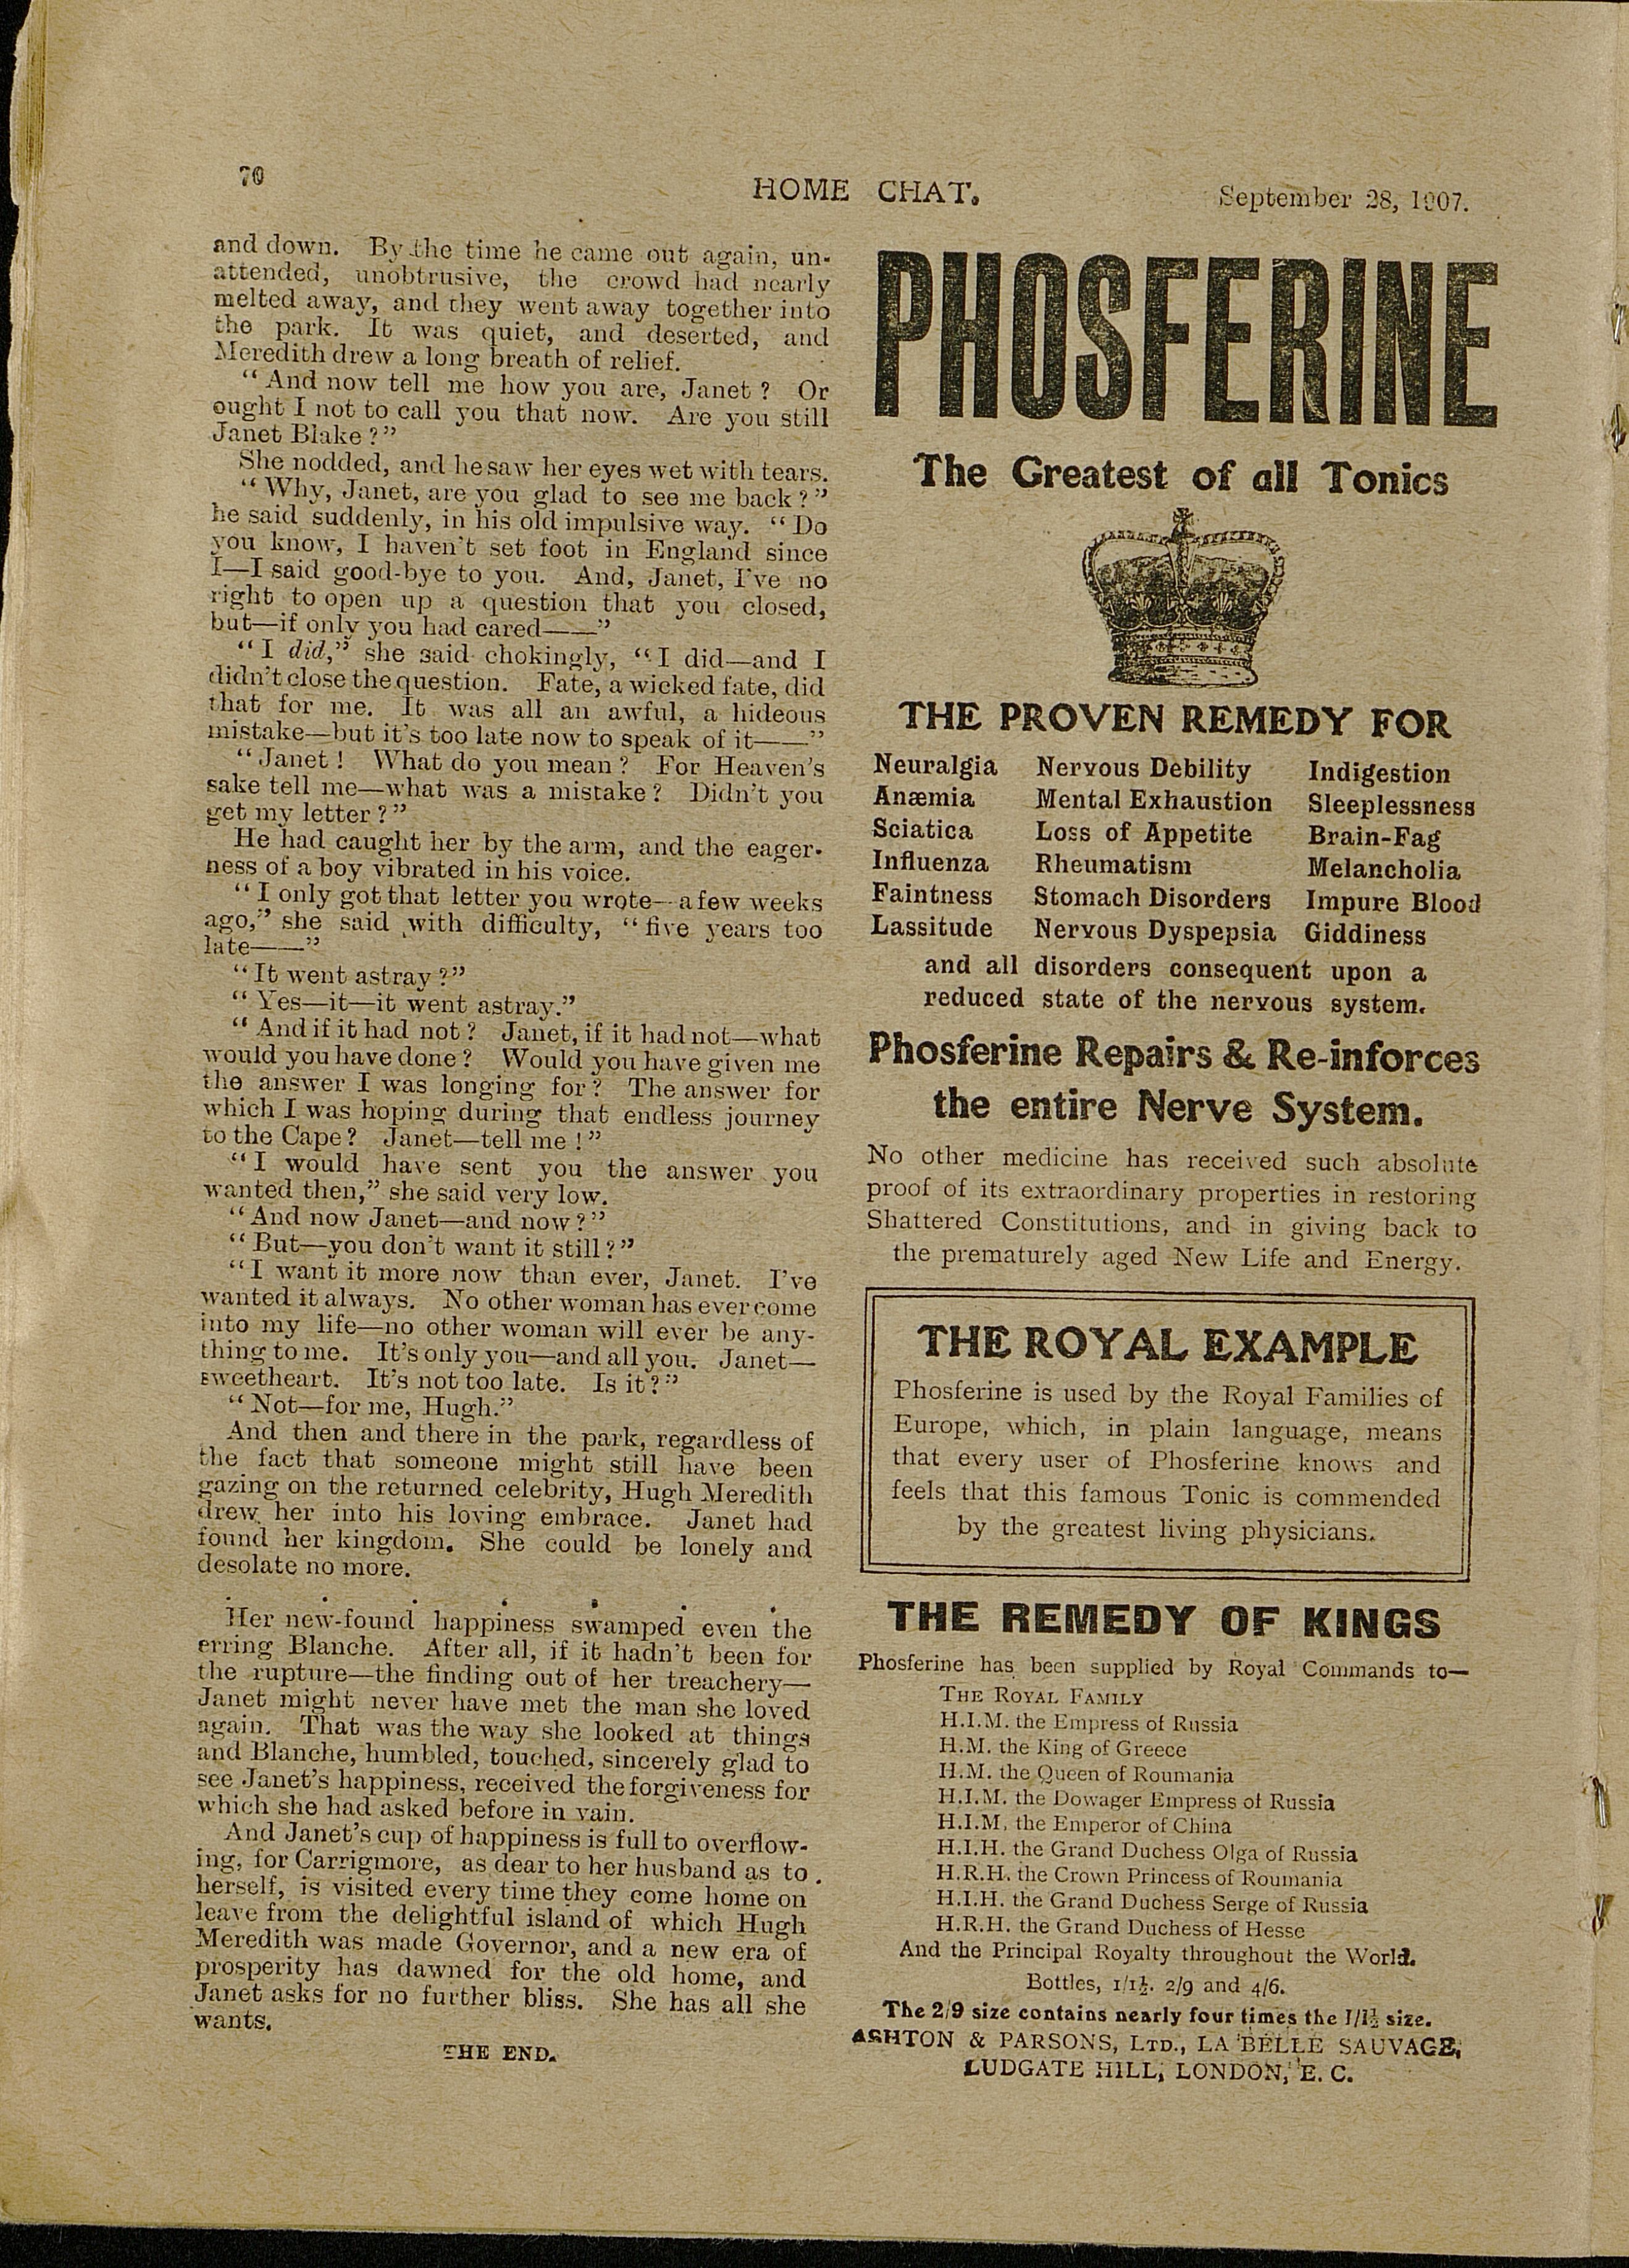 70
HOME CHAT.
September 28, 1907.
and down. By the time he came out again, un-
attended, unobtrusive, the crowd had nearly
melted away, and they went away together into
the park. It was quiet, and deserted, and
Meredith drew a long breath of relief.
“And now tell me how you are, Janet? Or
ought I not to call you that now. Are you still
Janet Blake?”
She nodded, and he saw her eyes wet with tears.
“Why, Janet, are you glad to see me back?”
he said suddenly, in his old impulsive way. “Do
you know, I haven't set foot in England since
I—I said good-bye to you. And, Janet, I've no
right to open up a question that you closed,
but—if only you had cared——”
“I did,” she said chokingly, “I did—and I
didn't close the question. Fate, a wicked fate, did
that for me. It was all an awful, a hideous
mistake—but it's too late now to speak of it——”
“Janet! What do you mean? For Heaven's
sake tell me—what was a mistake? Didn't you
get my letter?”
He had caught her by the arm, and the eager-
ness of a boy vibrated in his voice.
“I only got that letter you wrote—a few weeks
ago,” she said with difficulty, “five years too
late——”
“It went astray?”
“Yes—it—it went astray.”
“And if it had not? Janet, if it had not—what
would you have done? Would you have given me
the answer I was longing for? The answer for
which I was hoping during that endless journey
to the Cape? Janet—tell me!”
“I would have sent you the answer you
wanted then,” she said very low.
“And now Janet—and now?”
“But—you don't want it still?”
“I want it more now than ever, Janet. I've
wanted it always. No other woman has ever come
into my life—no other woman will ever be any-
thing to me. It's only you—and all you. Janet—
sweetheart. It's not too late. Is it?”
“Not—for me, Hugh.”
And then and there in the park, regardless of
the fact that someone might still have been
gazing on the returned celebrity, Hugh Meredith
drew her into his loving embrace. Janet had
found her kingdom. She could be lonely and
desolate no more.
. . . . . . .
Her new-found happiness swamped even the
erring Blanche. After all, if it hadn't been for
the rupture—the finding out of her treachery—
Janet might never have met the man she loved
again. That was the way she looked at things
and Blanche, humbled, touched, sincerely glad to
see Janet's happiness, received the forgiveness for
which she had asked before in vain.
And Janet's cup of happiness is full to overflow-
ing, for Carrigmore, as dear to her husband as to
herself, is visited every time they come home on
leave from the delightful island of which Hugh
Meredith was made Governor, and a new era of
prosperity has dawned for the old home, and
Janet asks for no further bliss. She has all she
wants.
THE END.
PHOSFERINE
The Greatest of all Tonics
THE PROVEN REMEDY FOR
Neuralgia Nervous Debility Indigestion
Anæmia Mental Exhaustion Sleeplessness
Sciatica Loss of Appetite Brain-Fag
Influenza Rheumatism Melancholia
Faintness Stomach Disorders Impure Blood
Lassitude Nervous Dyspepsia Giddiness
and all disorders consequent upon a
reduced state of the nervous system.
Phosferine Repairs & Re-inforces
the entire Nerve System.
No other medicine has received such absolute
proof of its extraordinary properties in restoring
Shattered Constitutions, and in giving back to
the prematurely aged New Life and Energy.
THE ROYAL EXAMPLE
Phosferine is used by the Royal Families of
Europe, which, in plain language, means
that every user of Phosferine knows and
feels that this famous Tonic is commended
by the greatest living physicians.
THE REMEDY OF KINGS
Phosferine has been supplied by Royal Commands to—
THE ROYAL FAMILY
H.I.M. the Empress of Russia
H.M. the King of Greece
H.M. the Queen of Roumania
H.I.M. the Dowager Empress of Russia
H.I.M. the Emperor of China
H.I.H. the Grand Duchess Olga of Russia
H.R.H. the Crown Princess of Roumania
H.I.H. the Grand Duchess Serge of Russia
H.R.H. the Grand Duchess of Hesse
And the Principal Royalty throughout the World.
Bottles, 1/1½. 2/9 and 4/6.
The 2/9 size contains nearly four times the 1/1½ size.
ASHTON & PARSONS, LTD., LA BELLE SAUVAGE,
LUDGATE HILL, LONDON, E. C.